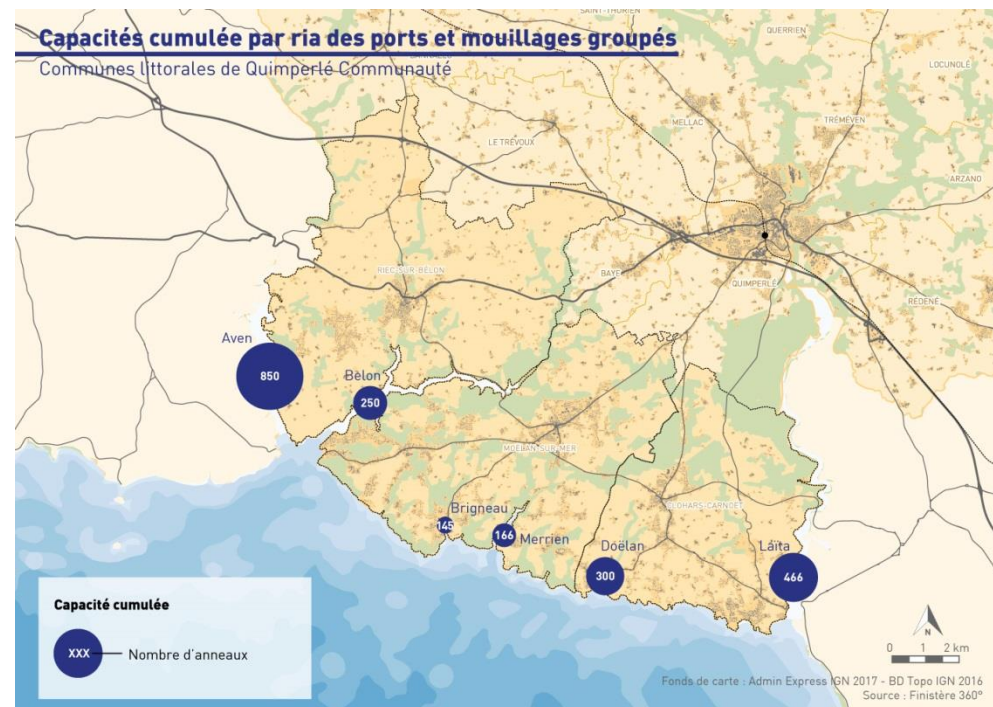 SAINT-THURIEN
Capacités cumulée par ria des ports et mouillages groupés
Communes littorales de Quimperlé Communauté
QUERRIEN
LOCUNOLÉ
MELLAC
TRÉMÉVEN
LE TRÉVOUX
ARZANO
RIEC-SUR-BÉLON
BAYE
QUIMPERLÉ
RÉDENÉ
Aven
850
Bélon
250
MOËLAN-SUR-MER
CLOHARS-CARNOËT
Brigneau
145
166
Merrien
Doëlan
300
Laïta
466
Capacité cumulée
XXX
Nombre d'anneaux
N
0 1 2 km
Fonds de carte : Admin Express IGN 2017 - BD Topo IGN 2016
Source : Finistère 360°